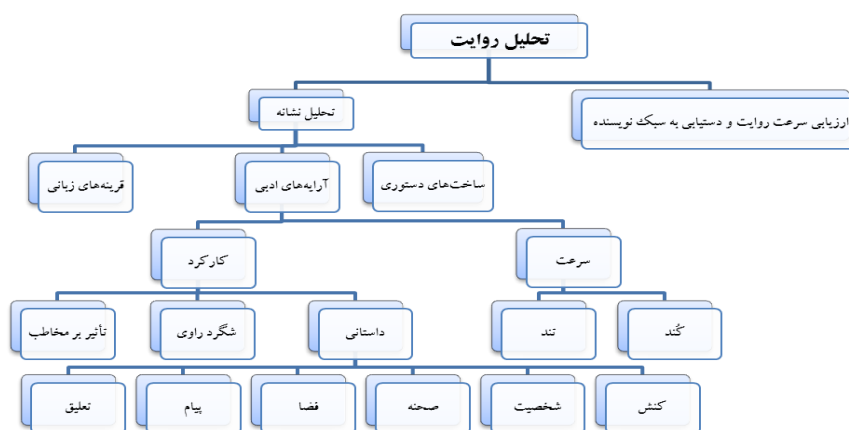 تحلیل روایت
ارزیابی سرعت روایت و دستیابی به سبک نویسنده
تحلیل نشانه
ساخت‌های دستوری
آرایه‌های ادبی
قرینه‌های زبانی
سرعت
کارکرد
کُند
تند
داستانی
شگرد راوی
تأثیر بر مخاطب
کنش
شخصیت
صحنه
فضا
پیام
تعلیق